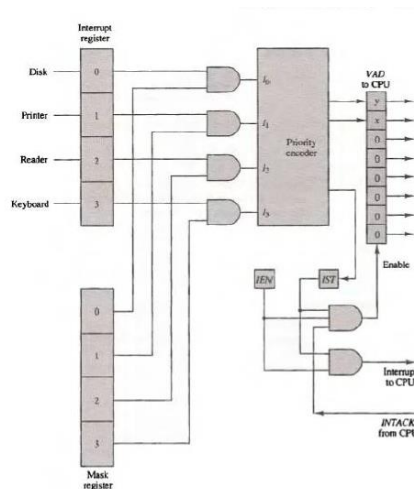 Interrupt
register
Disk
0
Printer
1
Reader
2
Keyboard
3
I0
I1
I2
I3
Priority
encoder
VAD
to CPU
y
x
0
0
0
0
0
0
Enable
IEN
IST
0
1
2
3
Mask
register
Interrupt
to CPU
INTACK
from CPU